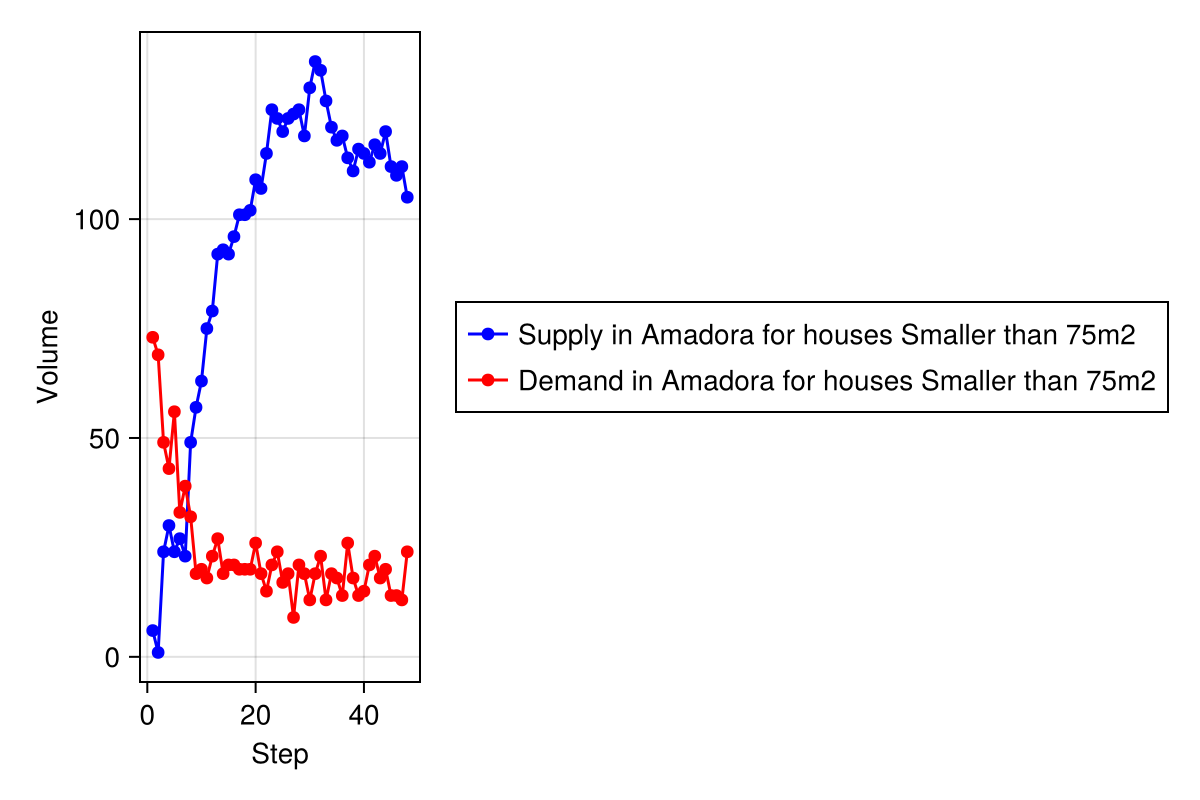 100
50
0
Volume
0 20 40
Step
Supply in Amadora for houses Smaller than 75m2
Demand in Amadora for houses Smaller than 75m2